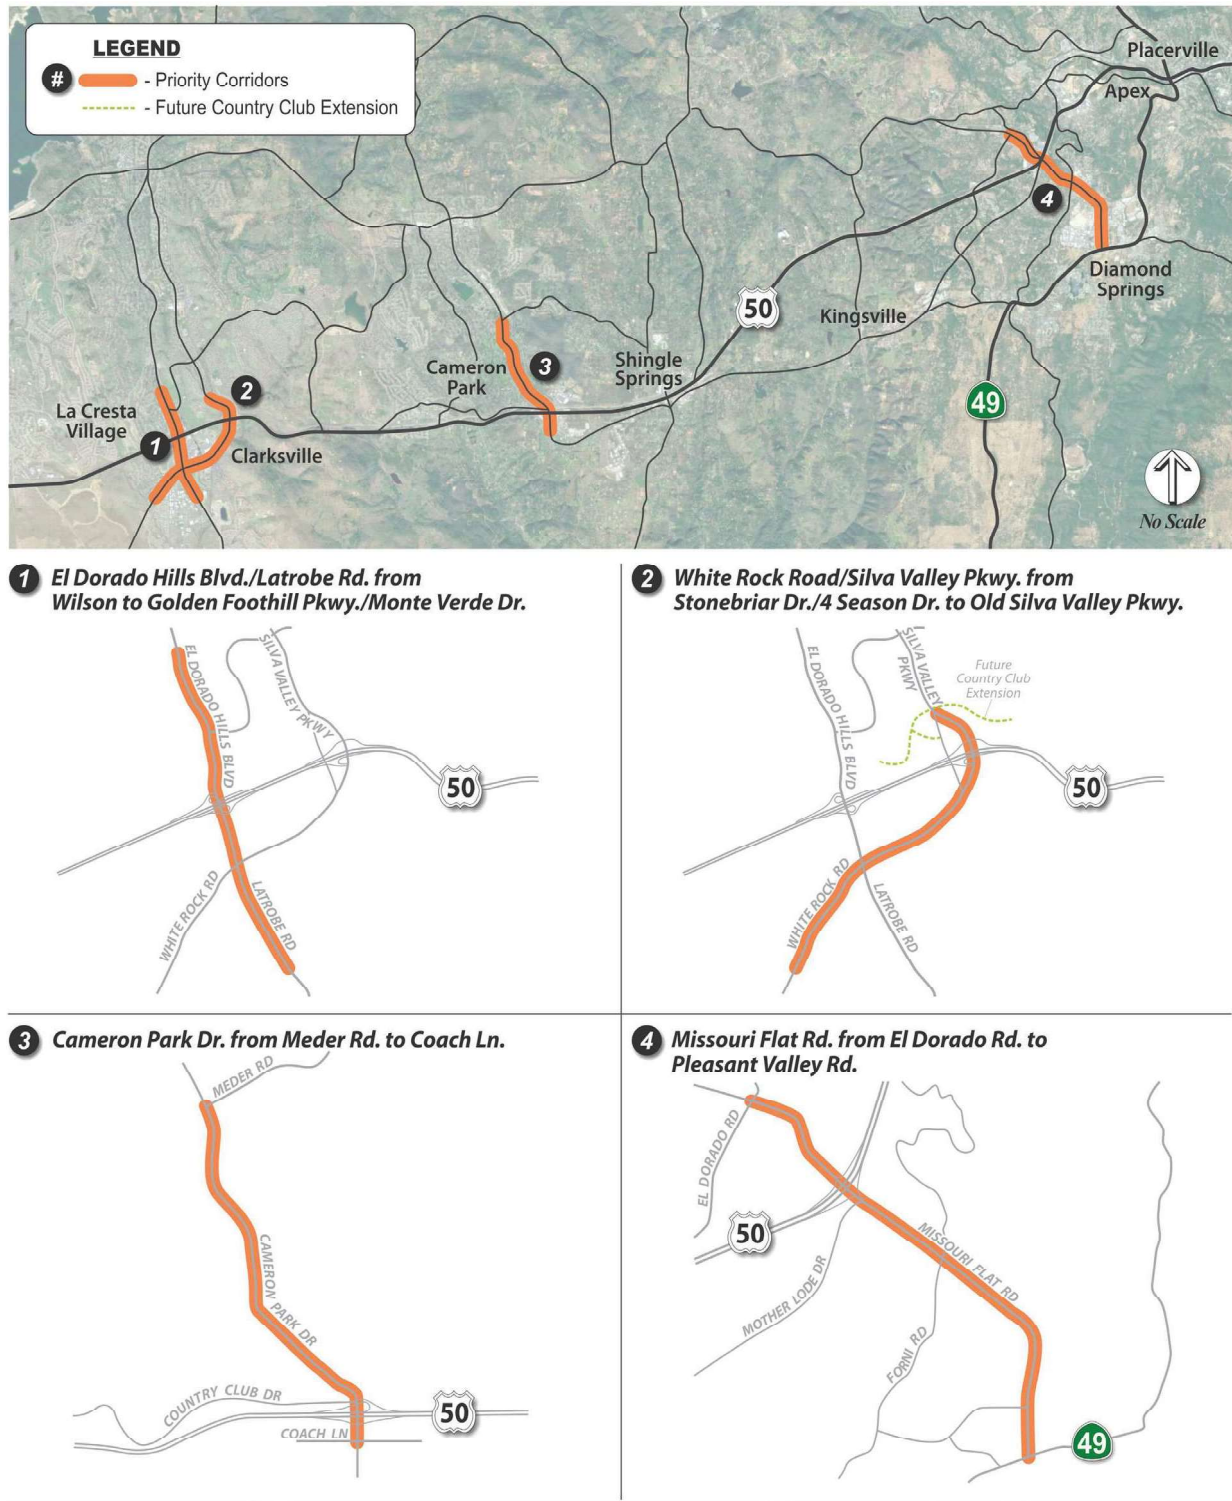 LEGEND
# - Priority Corridors
- Future Country Club Extension
Placerville
Apex
4
Diamond
Springs
50
Kingsville
Shingle
Springs
3
Cameron
Park
49
2
La Cresta
Village
1
Clarksville
No Scale
1 El Dorado Hills Blvd./Latrobe Rd. from
Wilson to Golden Foothill Pkwy./Monte Verde Dr.
EL DORADO HILLS BLVD
SILVA VALLEY PKWY
50
WHITE ROCK RD
LATROBE RD
2 White Rock Road/Silva Valley Pkwy. from
Stonebriar Dr./4 Season Dr. to Old Silva Valley Pkwy.
EL DORADO HILLS BLVD
SILVA VALLEY
PKWY
Future
Country Club
Extension
50
WHITE ROCK RD
LATROBE RD
3 Cameron Park Dr. from Meder Rd. to Coach Ln.
MEDER RD
CAMERON PARK DR
COUNTRY CLUB DR
50
COACH LN
4 Missouri Flat Rd. from El Dorado Rd. to
Pleasant Valley Rd.
EL DORADO RD
50
MISSOURI FLAT RD
MOTHER LODE DR
FORNI RD
49